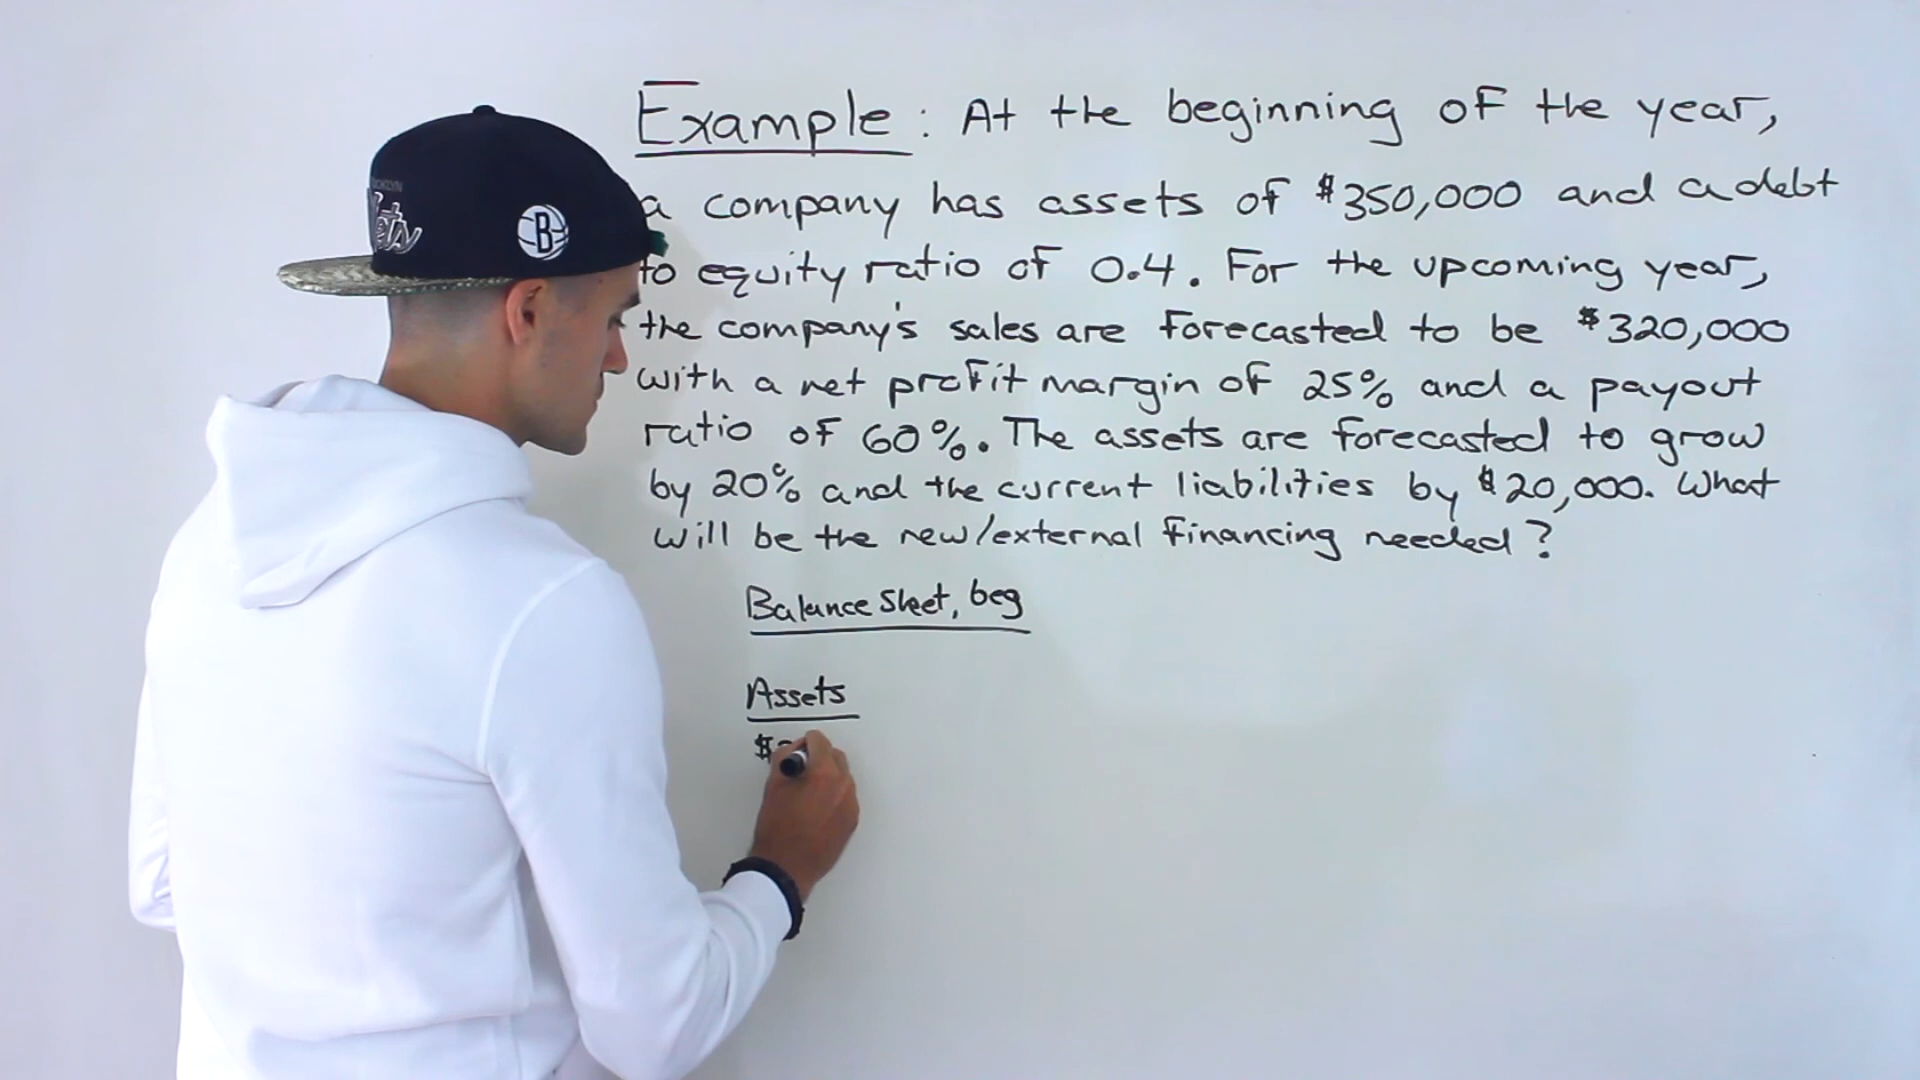 Example: At the beginning of the year,
a company has assets of $350,000 and a debt
to equity ratio of 0.4. For the upcoming year,
the company's sales are forecasted to be $320,000
with a net profit margin of 25% and a payout
ratio of 60%. The assets are forecasted to grow
by 20% and the current liabilities by $20,000. What
will be the new/external financing needed?
Balance Sheet, beg
Assets
$
B